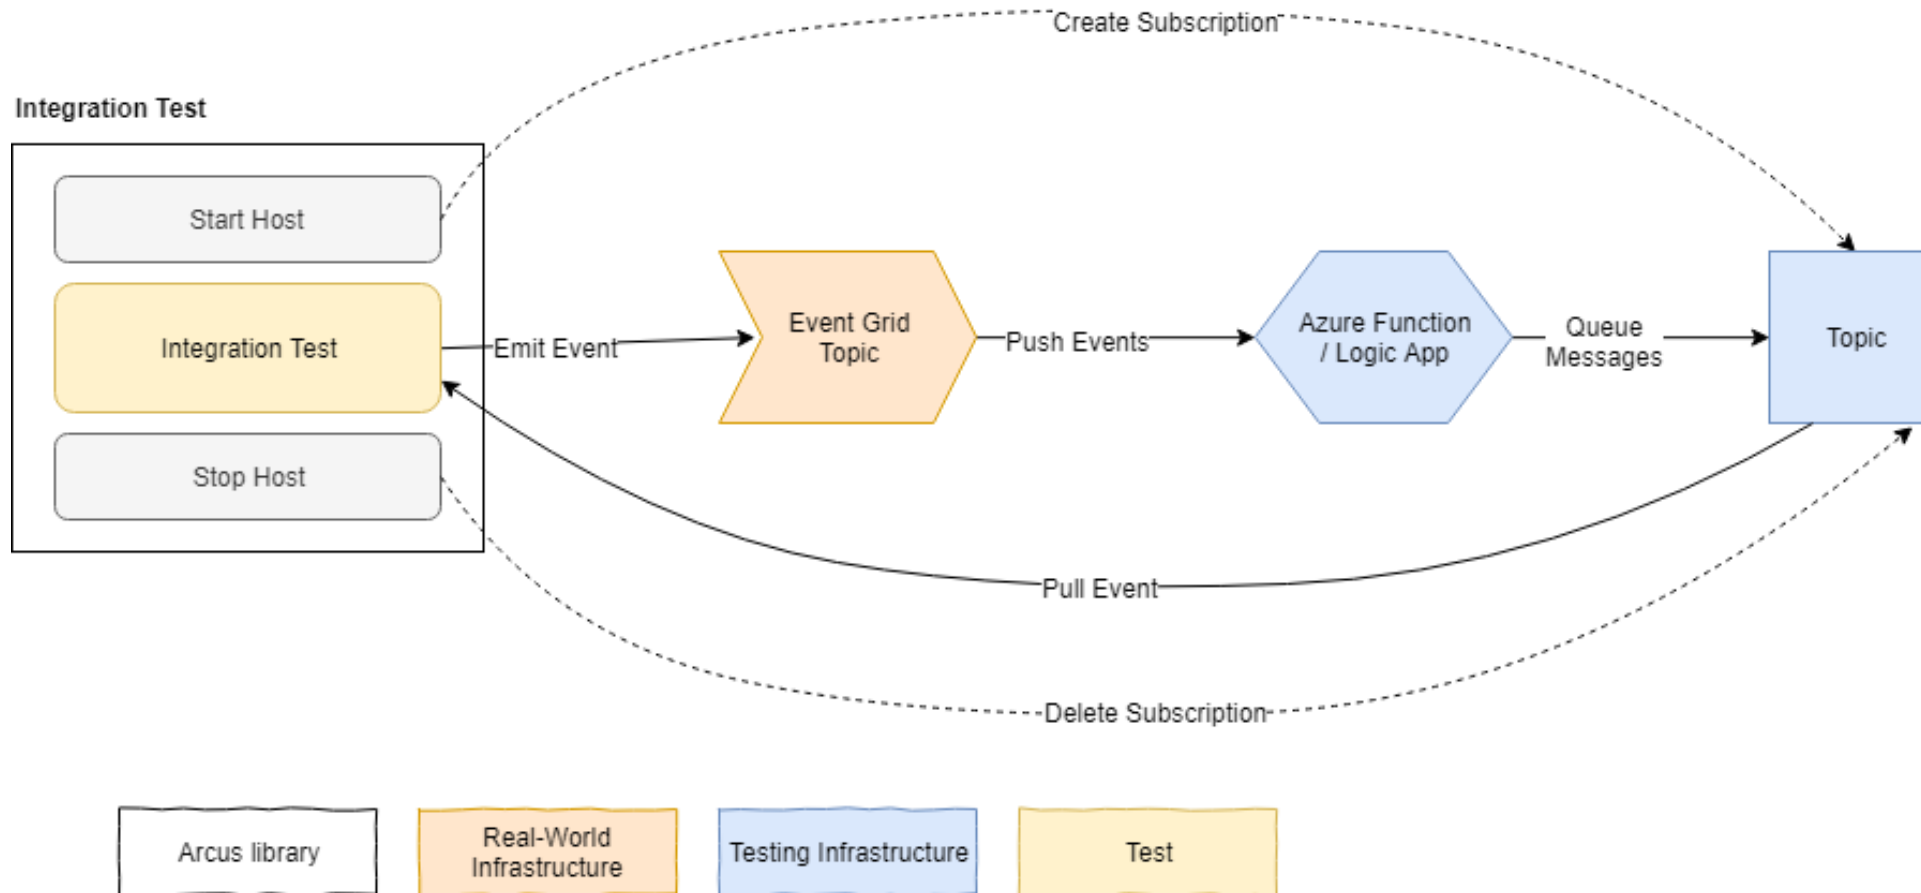 Create Subscription
Integration Test
Start Host
Integration Test
Emit Event
Event Grid
Topic
Push Events
Azure Function
/ Logic App
Queue
Messages
Topic
Stop Host
Pull Event
Delete Subscription
Arcus library
Real-World
Infrastructure
Testing Infrastructure
Test